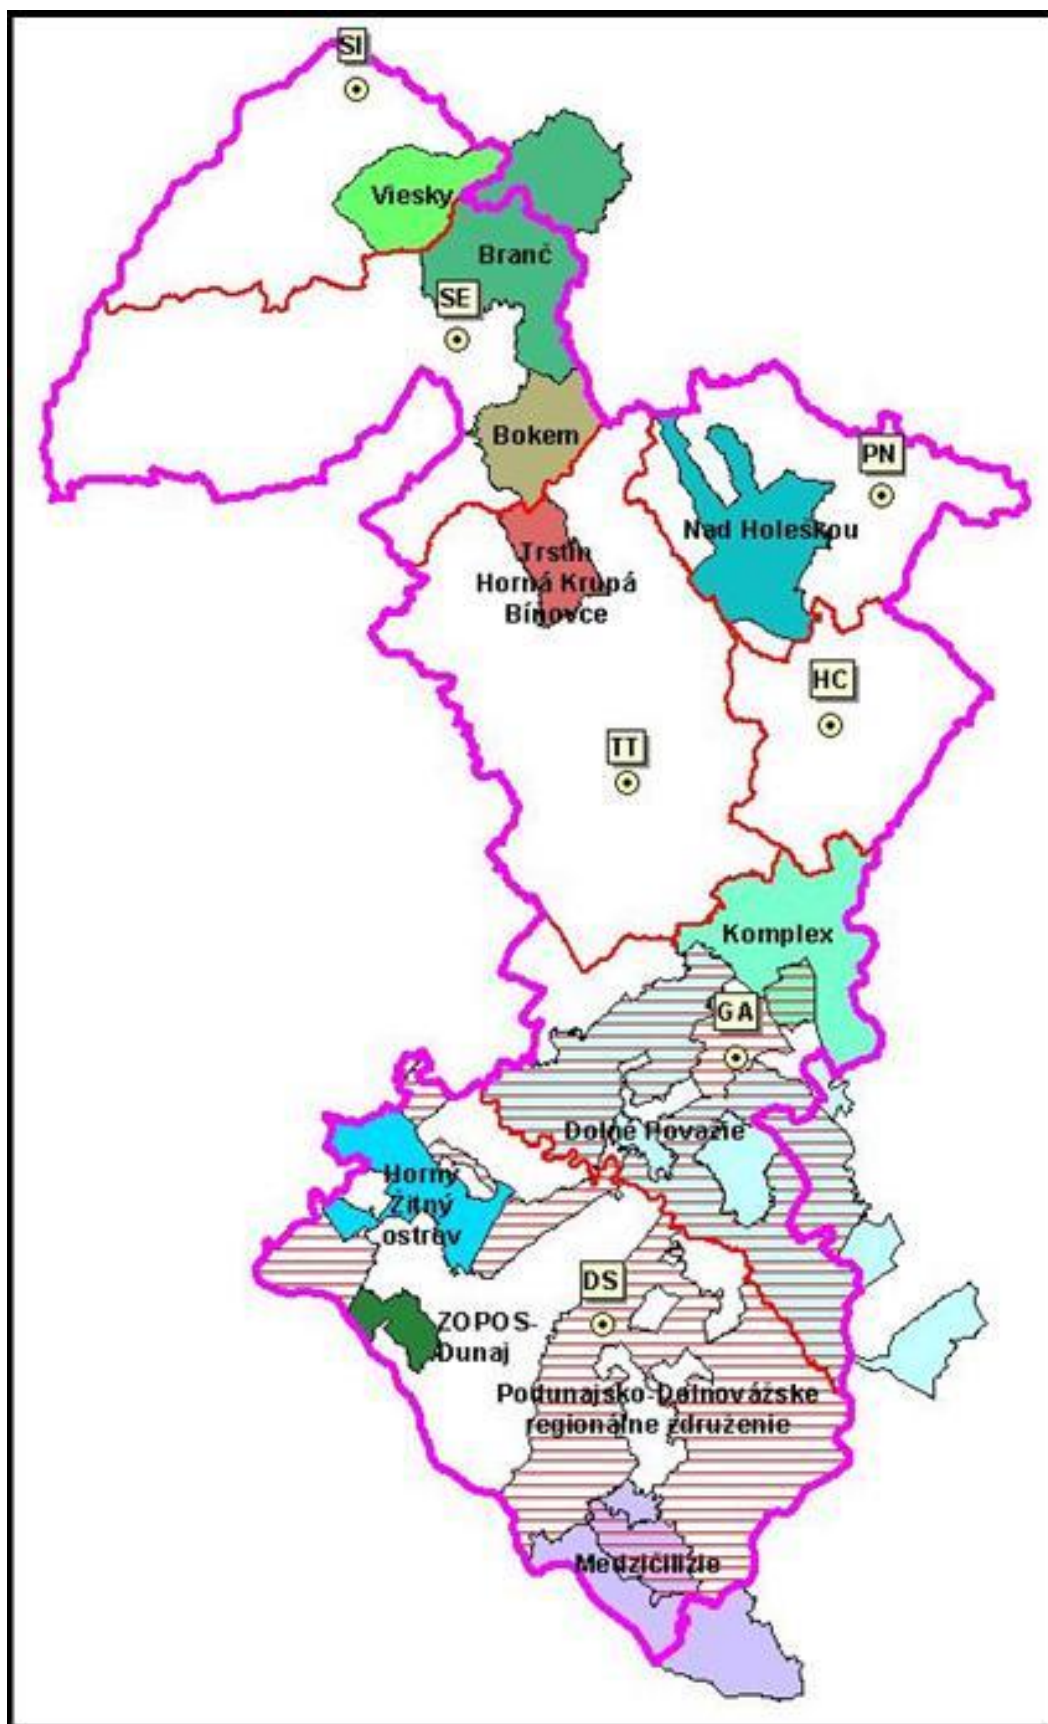 SI
Viesky
Branč
SE
Bokem
PN
Nad Holeškou
Trstín
Horná Krupá
Bínovce
HC
TT
Komplex
GA
Dolné Považie
Horný
Žitný
ostrov
DS
ZOPOS-
Dunaj
Podunajsko-Dolnovážske
regionálne združenie
Medzičilizie